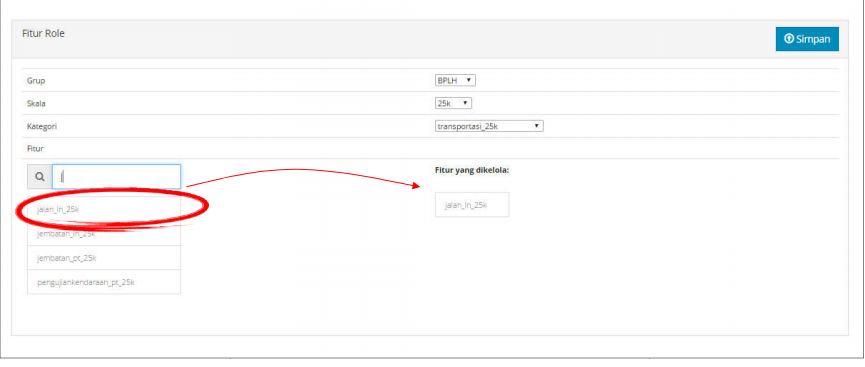 Fitur Role
Simpan
Grup BPLH
Skala 25k
Kategori transportasi_25k
Fitur
j
Fitur yang dikelola:
jalan_ln_25k
jalan_ln_25k
jembatan_ln_25k
jembatan_pt_25k
pengujiankendaraan_pt_25k